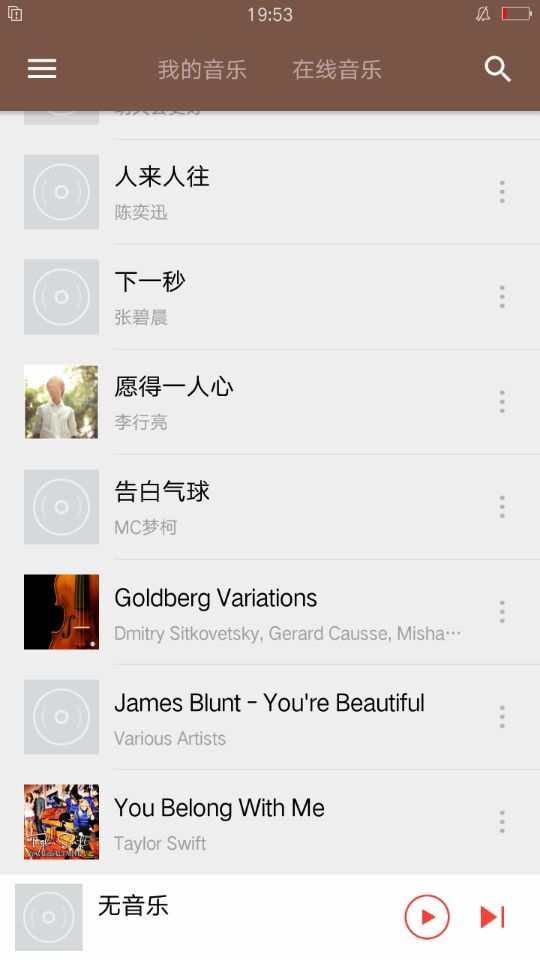 19:53
我的音乐
在线音乐
人来人往
陈奕迅
下一秒
张碧晨
愿得一人心
李行亮
告白气球
MC梦柯
Goldberg Variations
Dmitry Sitkovetsky, Gerard Causse, Misha···
James Blunt - You're Beautiful
Various Artists
You Belong With Me
Taylor Swift
Taylor Swift
无音乐